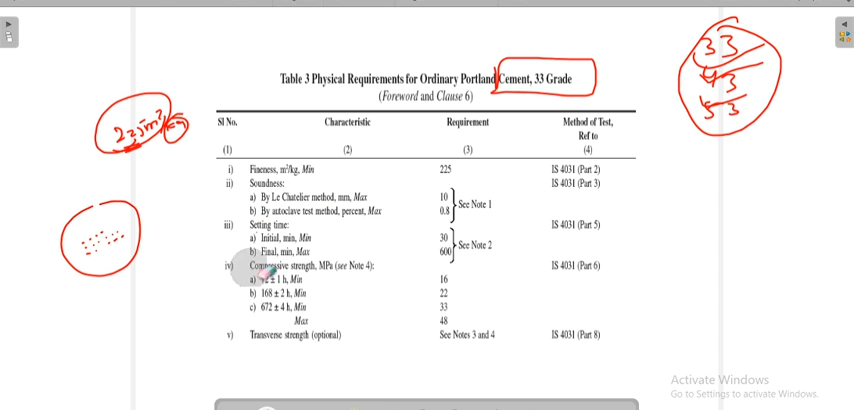 33
43
53
Table 3 Physical Requirements for Ordinary Portland Cement, 33 Grade
(Foreword and Clause 6)
225m²/kg
Sl No. Characteristic Requirement Method of Test, Ref to
(1) (2) (3) (4)
i) Fineness, m²/kg, Min 225 IS 4031 (Part 2)
ii) Soundness: IS 4031 (Part 3)
a) By Le Chatelier method, mm, Max 10
See Note 1
b) By autoclave test method, percent, Max 0.8
iii) Setting time: IS 4031 (Part 5)
a) Initial, min, Min 30
See Note 2
b) Final, min, Max 600
iv) Compressive strength, MPa (see Note 4): IS 4031 (Part 6)
a) ± 1 h, Min 16
b) 168 ± 2 h, Min 22
c) 672 ± 4 h, Min 33
Max 48
v) Transverse strength (optional) See Notes 3 and 4 IS 4031 (Part 8)
Activate Windows
Go to Settings to activate Windows.